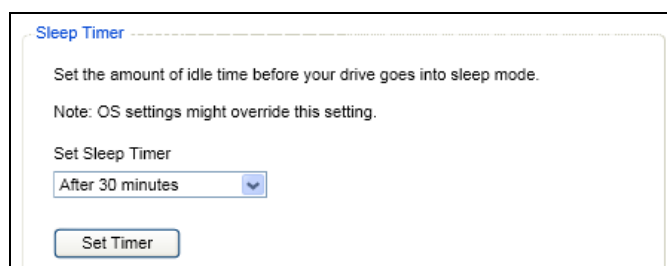 Sleep Timer
Set the amount of idle time before your drive goes into sleep mode.
Note: OS settings might override this setting.
Set Sleep Timer
After 30 minutes
Set Timer